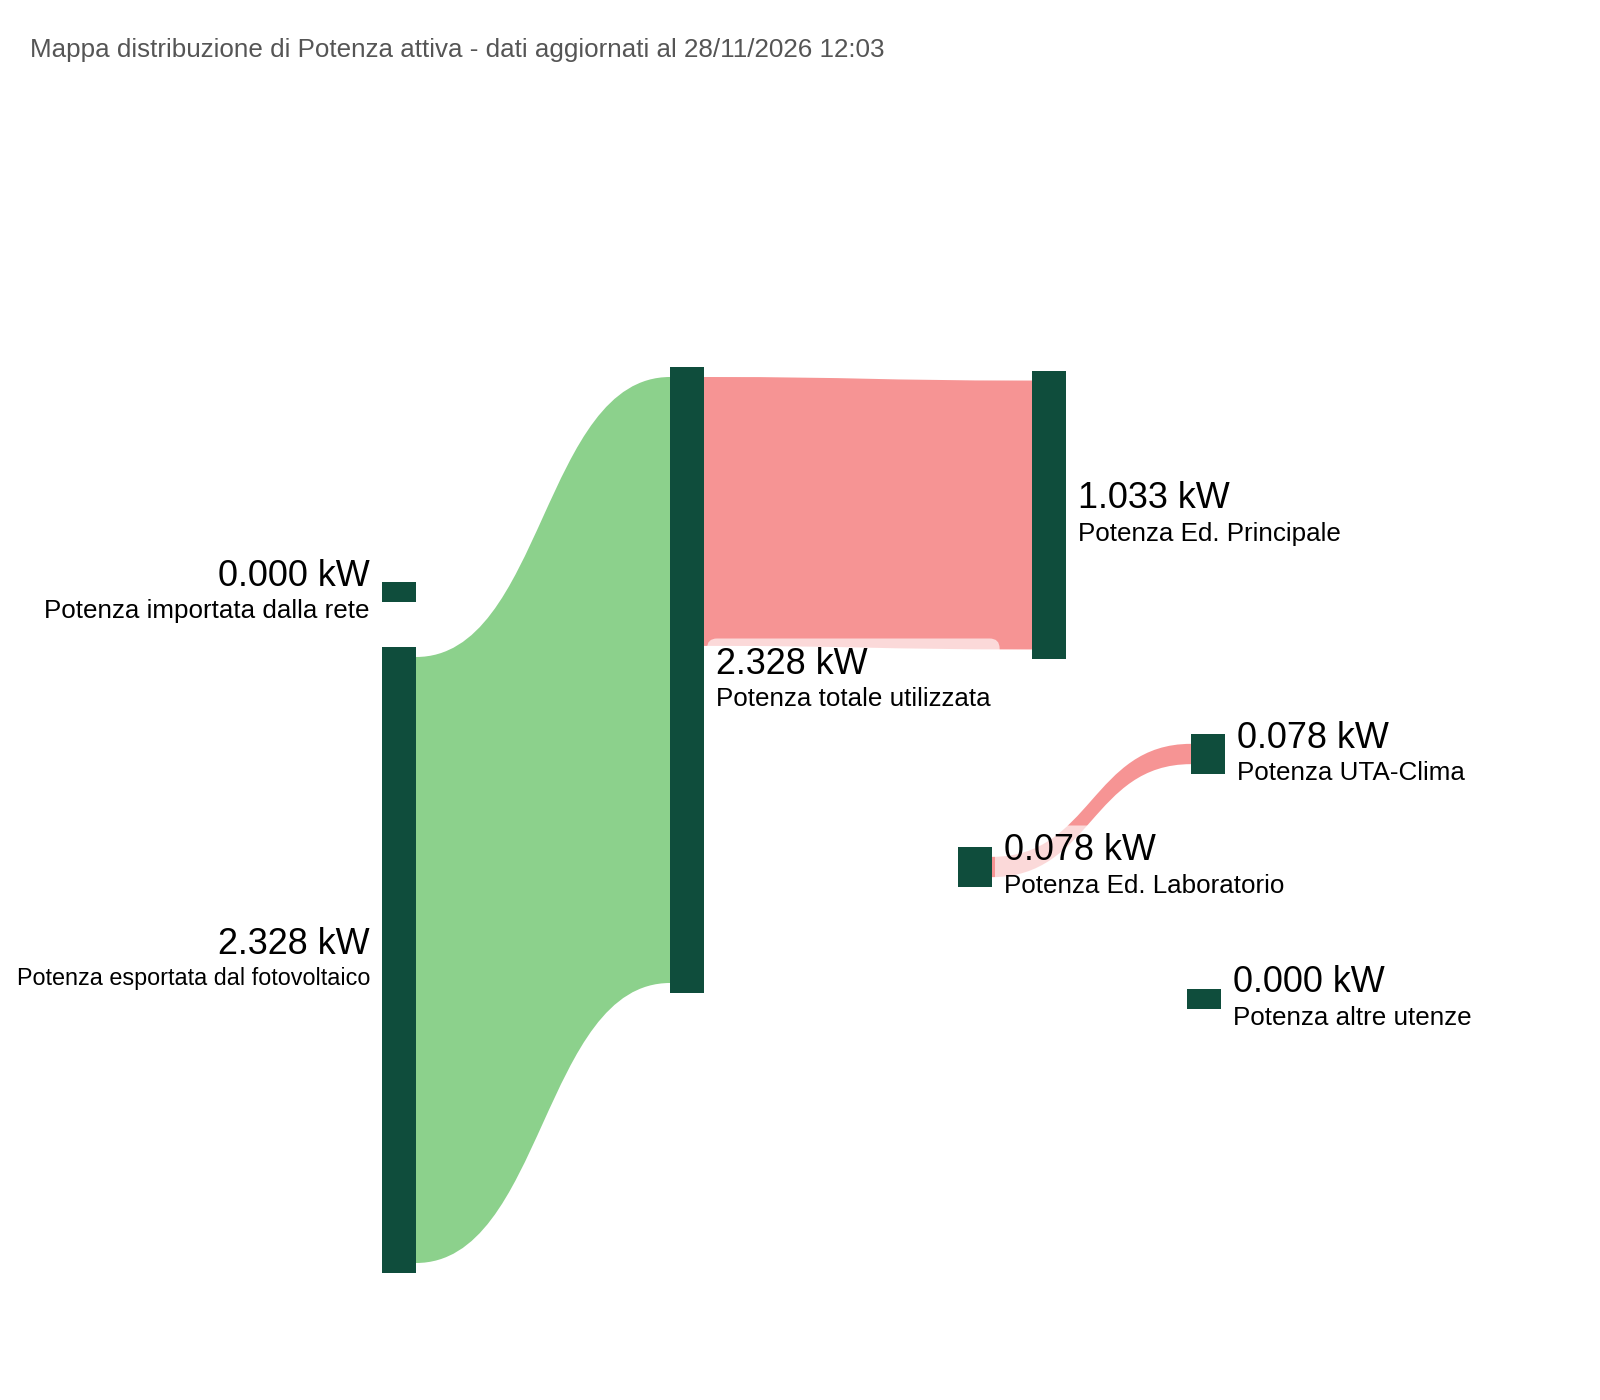 Mappa distribuzione di Potenza attiva - dati aggiornati al 28/11/2026 12:03
1.033 kW
Potenza Ed. Principale
0.000 kW
Potenza importata dalla rete
2.328 kW
Potenza totale utilizzata
0.078 kW
Potenza UTA-Clima
0.078 kW
Potenza Ed. Laboratorio
2.328 kW
Potenza esportata dal fotovoltaico
0.000 kW
Potenza altre utenze